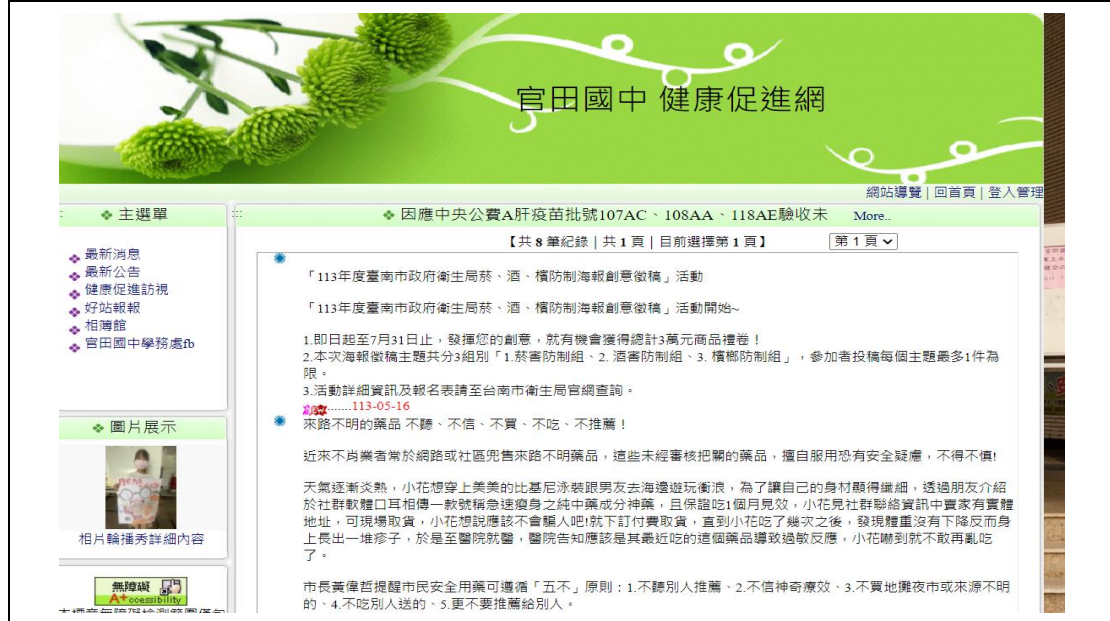 官田國中 健康促進網
網站導覽 | 回首頁 | 登入管理
主選單
最新消息
最新公告
健康促進訪視
好站報報
相簿館
官田國中學務處fb
圖片展示
相片輪播秀詳細內容
無障礙
A+ccessibility
:::
因應中央公費A肝疫苗批號107AC、108AA、118AE驗收未 More..
【共 8 筆紀錄 | 共 1 頁 | 目前選擇第 1 頁】 第 1 頁
「113年度臺南市政府衛生局菸、酒、檳防制海報創意徵稿」活動
「113年度臺南市政府衛生局菸、酒、檳防制海報創意徵稿」活動開始~
1.即日起至7月31日止，發揮您的創意，就有機會獲得總計3萬元商品禮卷！
2.本次海報徵稿主題共分3組別「1.菸害防制組、2. 酒害防制組、3. 檳榔防制組」，參加者投稿每個主題最多1件為
限。
3.活動詳細資訊及報名表請至台南市衛生局官網查詢。
.......113-05-16
來路不明的藥品 不聽、不信、不買、不吃、不推薦！
近來不肖業者常於網路或社區兜售來路不明藥品，這些未經審核把關的藥品，擅自服用恐有安全疑慮，不得不慎!
天氣逐漸炎熱，小花想穿上美美的比基尼泳裝跟男友去海邊遊玩衝浪，為了讓自己的身材顯得纖細，透過朋友介紹
於社群軟體口耳相傳一款號稱急速瘦身之純中藥成分神藥，且保證吃1個月見效，小花見社群聯絡資訊中賣家有實體
地址，可現場取貨，小花想說應該不會騙人吧!就下訂付費取貨，直到小花吃了幾次之後，發現體重沒有下降反而身
上長出一堆疹子，於是至醫院就醫，醫院告知應該是其最近吃的這個藥品導致過敏反應，小花嚇到就不敢再亂吃
了。
市長黃偉哲提醒市民安全用藥可遵循「五不」原則：1.不聽別人推薦、2.不信神奇療效、3.不買地攤夜市或來源不明
的、4.不吃別人送的、5.更不要推薦給別人。